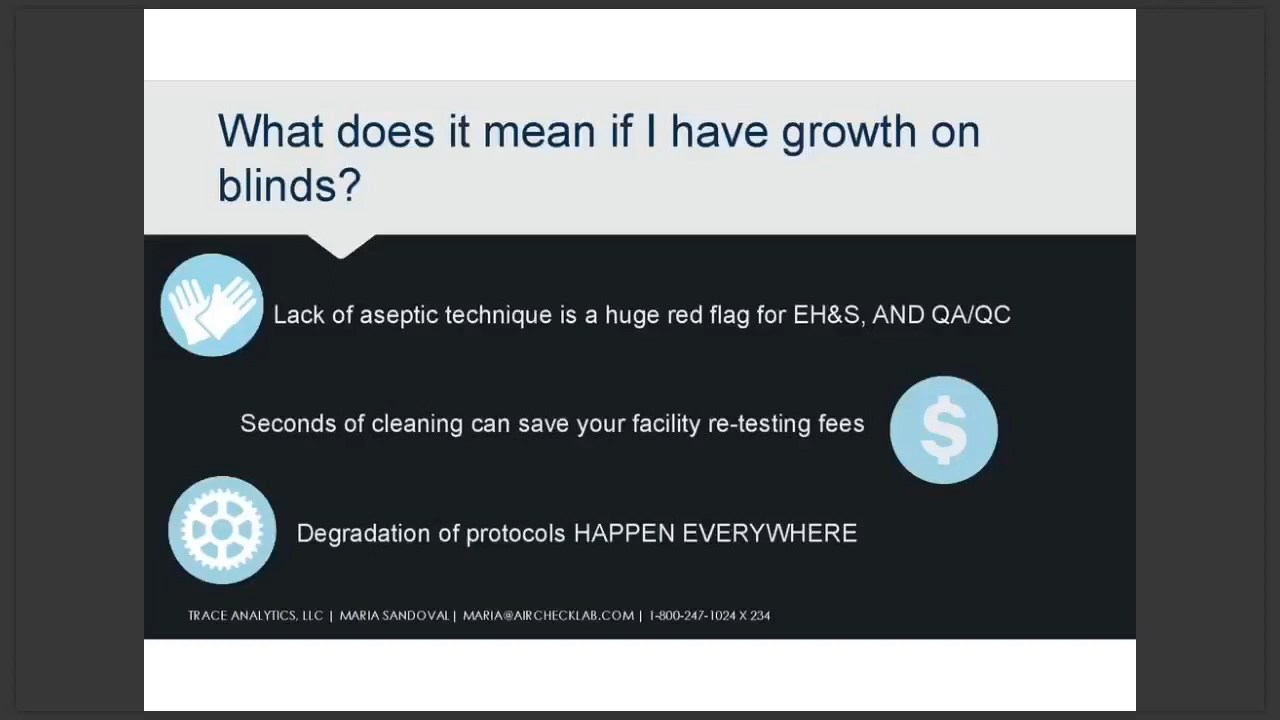 What does it mean if I have growth on
blinds?
Lack of aseptic technique is a huge red flag for EH&S, AND QA/QC
Seconds of cleaning can save your facility re-testing fees
$
Degradation of protocols HAPPEN EVERYWHERE
TRACE ANALYTICS, LLC | MARIA SANDOVAL| MARIA@AIRCHECKLAB.COM | 1-800-247-1024 X 234